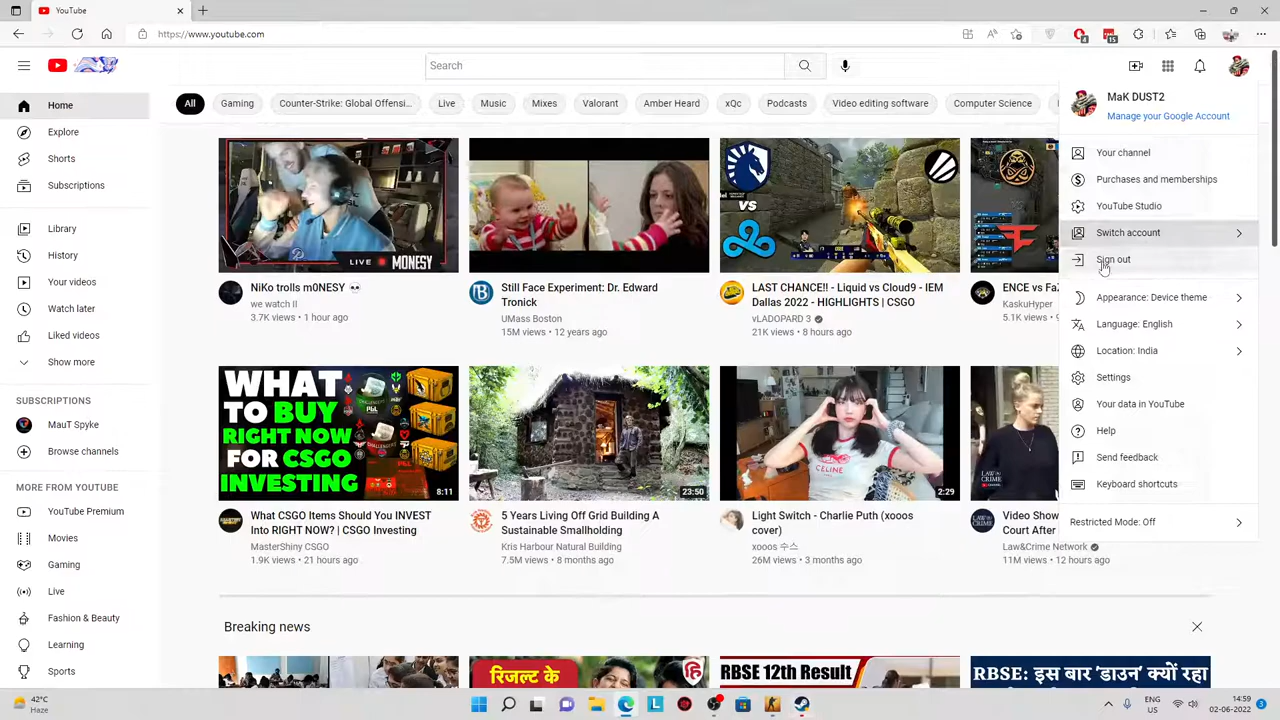 YouTube
https://www.youtube.com
4
15
Search
All
Gaming
Counter-Strike: Global Offensi...
Live
Music
Mixes
Valorant
Amber Heard
xQc
Podcasts
Video editing software
Computer Science
Home
Explore
Shorts
Subscriptions
Library
History
Your videos
Watch later
Liked videos
Show more
SUBSCRIPTIONS
MauT Spyke
Browse channels
MORE FROM YOUTUBE
YouTube Premium
Movies
Gaming
Live
Fashion & Beauty
Learning
Sports
LIVE MONESY
NiKo trolls m0NESY 💀
we watch il
3.7K views • 1 hour ago
Still Face Experiment: Dr. Edward
Tronick
UMass Boston
15M views • 12 years ago
VS
LAST CHANCE!! - Liquid vs Cloud9 - IEM
Dallas 2022 - HIGHLIGHTS | CSGO
vLADOPARD 3
21K views • 8 hours ago
ENCE vs FaZ
KaskuHyper
5.1K views • 9
WHAT
TO BUY
RIGHT NOW
FOR CSGO
INVESTING
8:11
What CSGO Items Should You INVEST
Into RIGHT NOW? | CSGO Investing
MasterShiny CSGO
1.9K views • 21 hours ago
23:50
5 Years Living Off Grid Building A
Sustainable Smallholding
Kris Harbour Natural Building
7.5M views • 8 months ago
CELINE
2:29
Light Switch - Charlie Puth (xooos
cover)
xooos 수스
26M views • 3 months ago
LAW &
CRIME
Video Show
Court After
Law&Crime Network
11M views • 12 hours ago
MaK DUST2
Manage your Google Account
Your channel
Purchases and memberships
YouTube Studio
Switch account
Sign out
Appearance: Device theme
Language: English
Location: India
Settings
Your data in YouTube
Help
Send feedback
Keyboard shortcuts
Restricted Mode: Off
Breaking news
रिजल्ट के
RBSE 12th Result
RBSE: इस बार 'डाउन' क्यों रहा
42°C
Haze
ENG
US
14:59
02-06-2022
3